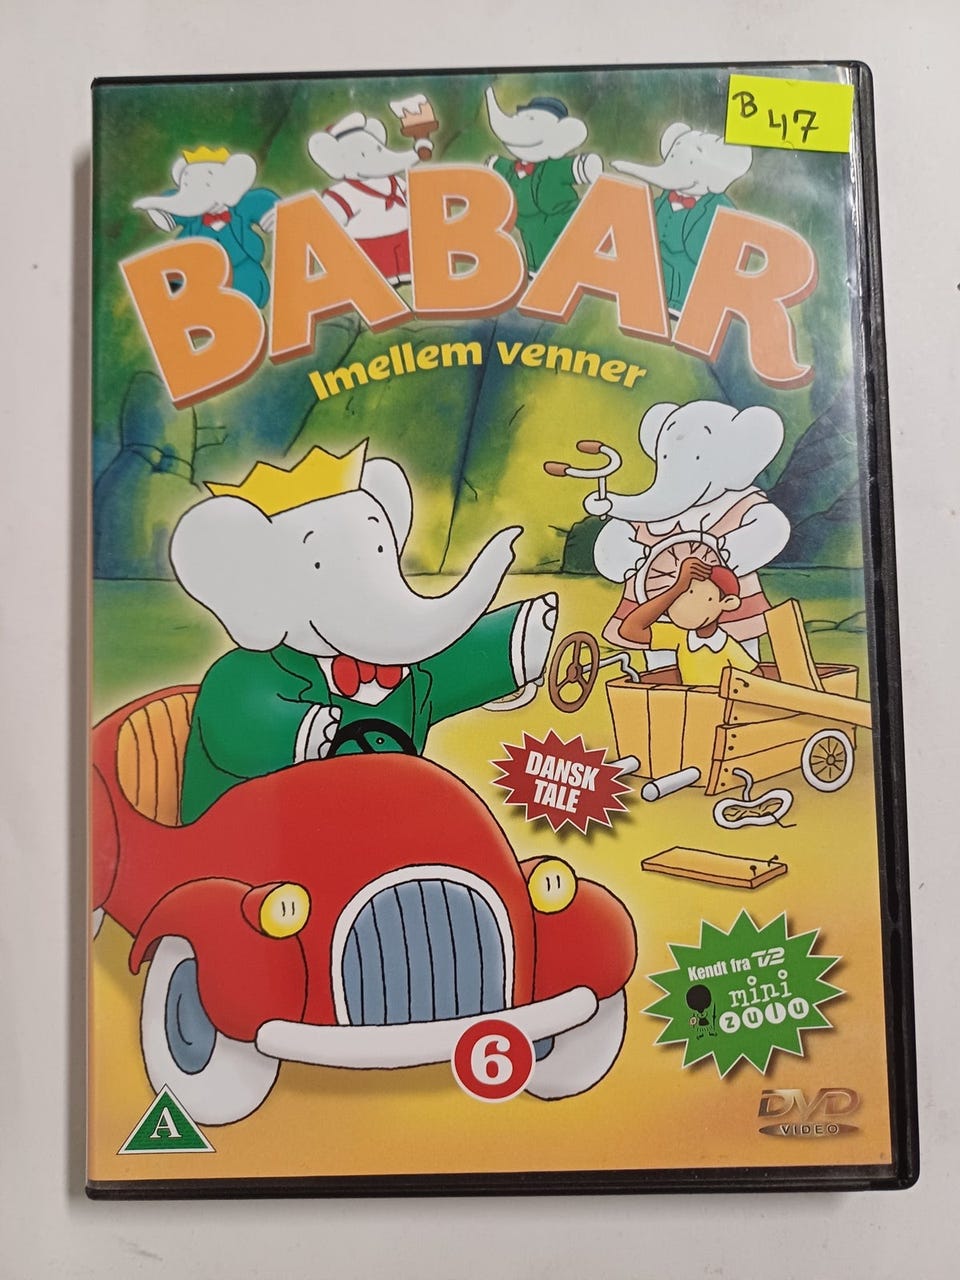 B 47
BABAR
Imellem venner
DANSK
TALE
Kendt fra TV2
mini
ZULU
6
A
DVD
VIDEO